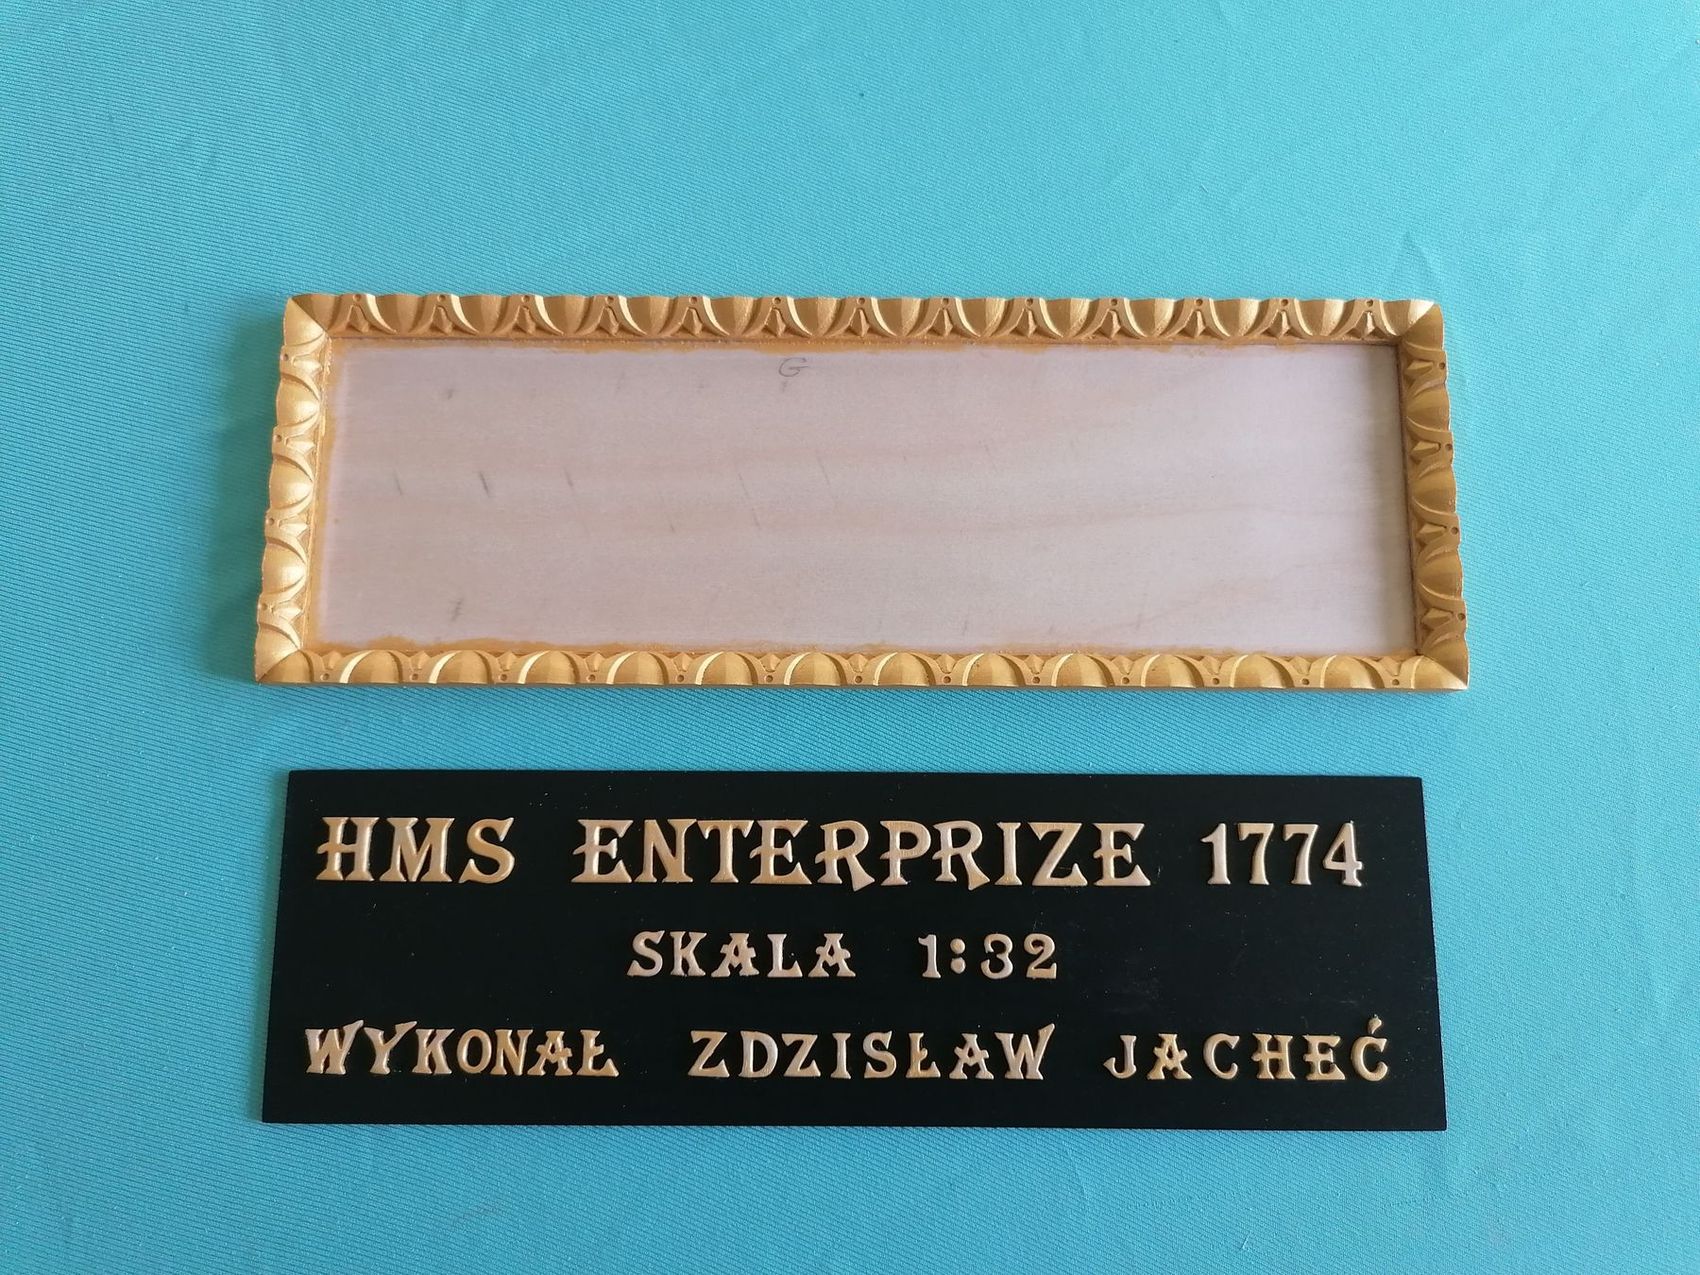 G
HMS ENTERPRIZE 1774
SKALA 1:32
WYKONAŁ ZDZISŁAW JACHEĆ